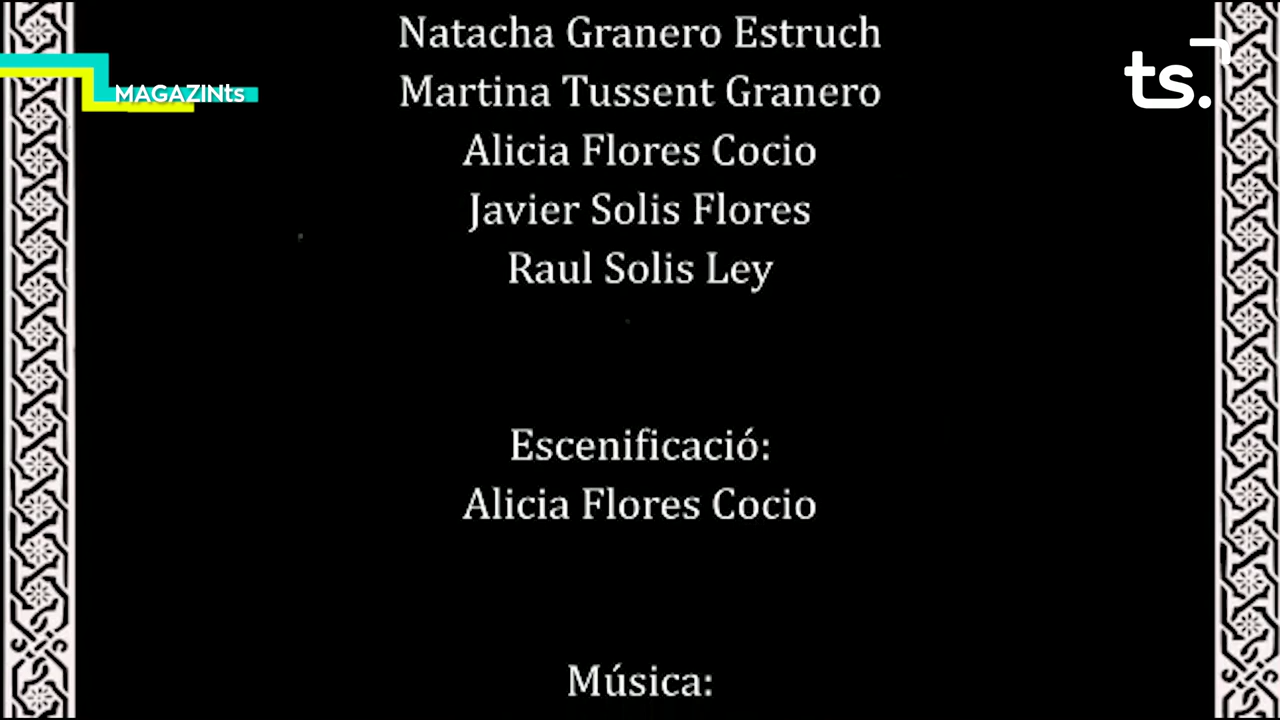 Natacha Granero Estruch
MAGAZINts
ts.
Martina Tussent Granero
Alicia Flores Cocio
Javier Solis Flores
Raul Solis Ley
Escenificació:
Alicia Flores Cocio
Música: